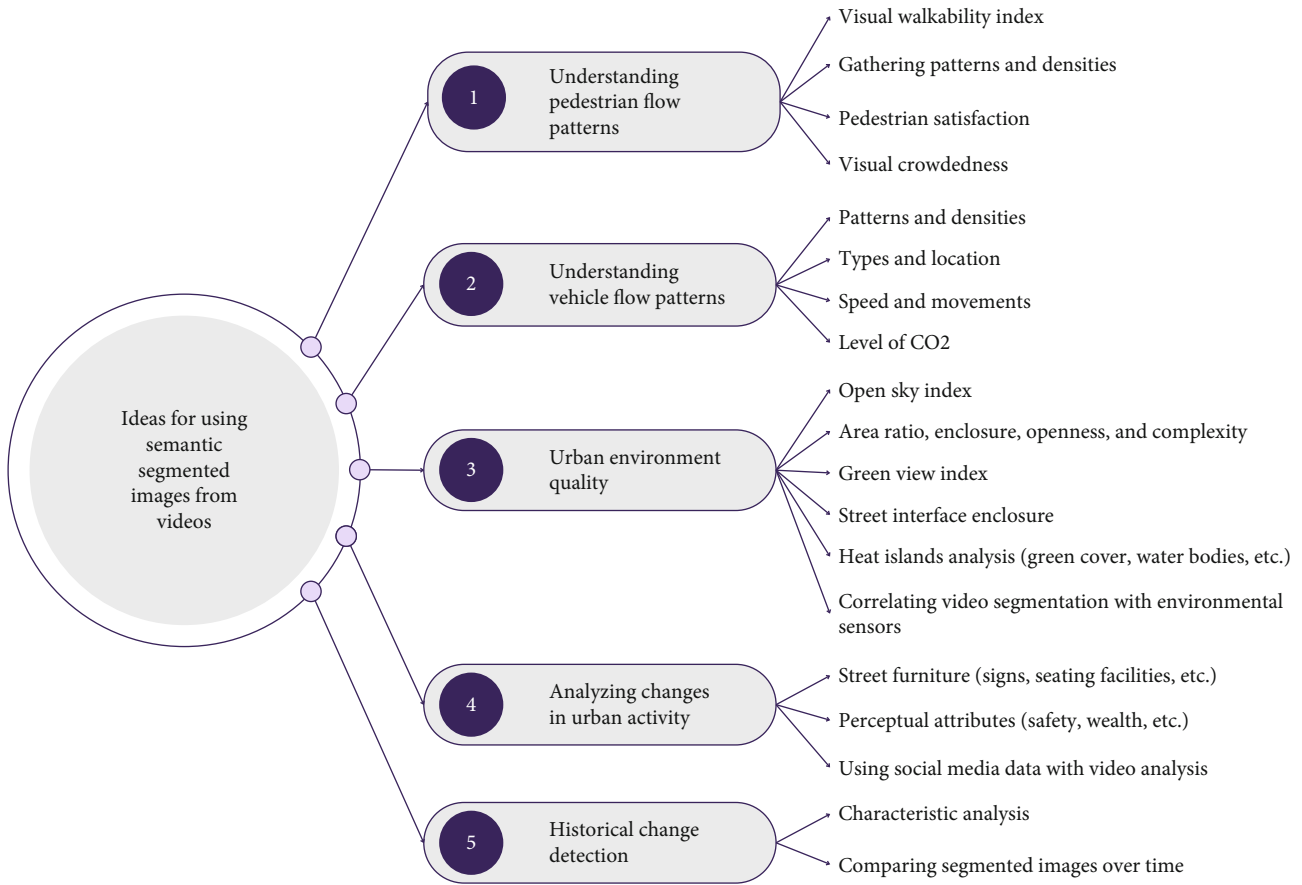 Ideas for using
semantic
segmented
images from
videos
1
Understanding
pedestrian flow
patterns
Visual walkability index
Gathering patterns and densities
Pedestrian satisfaction
Visual crowdedness
2
Understanding
vehicle flow patterns
Patterns and densities
Types and location
Speed and movements
Level of CO2
3
Urban environment
quality
Open sky index
Area ratio, enclosure, openness, and complexity
Green view index
Street interface enclosure
Heat islands analysis (green cover, water bodies, etc.)
Correlating video segmentation with environmental
sensors
4
Analyzing changes
in urban activity
Street furniture (signs, seating facilities, etc.)
Perceptual attributes (safety, wealth, etc.)
Using social media data with video analysis
5
Historical change
detection
Characteristic analysis
Comparing segmented images over time